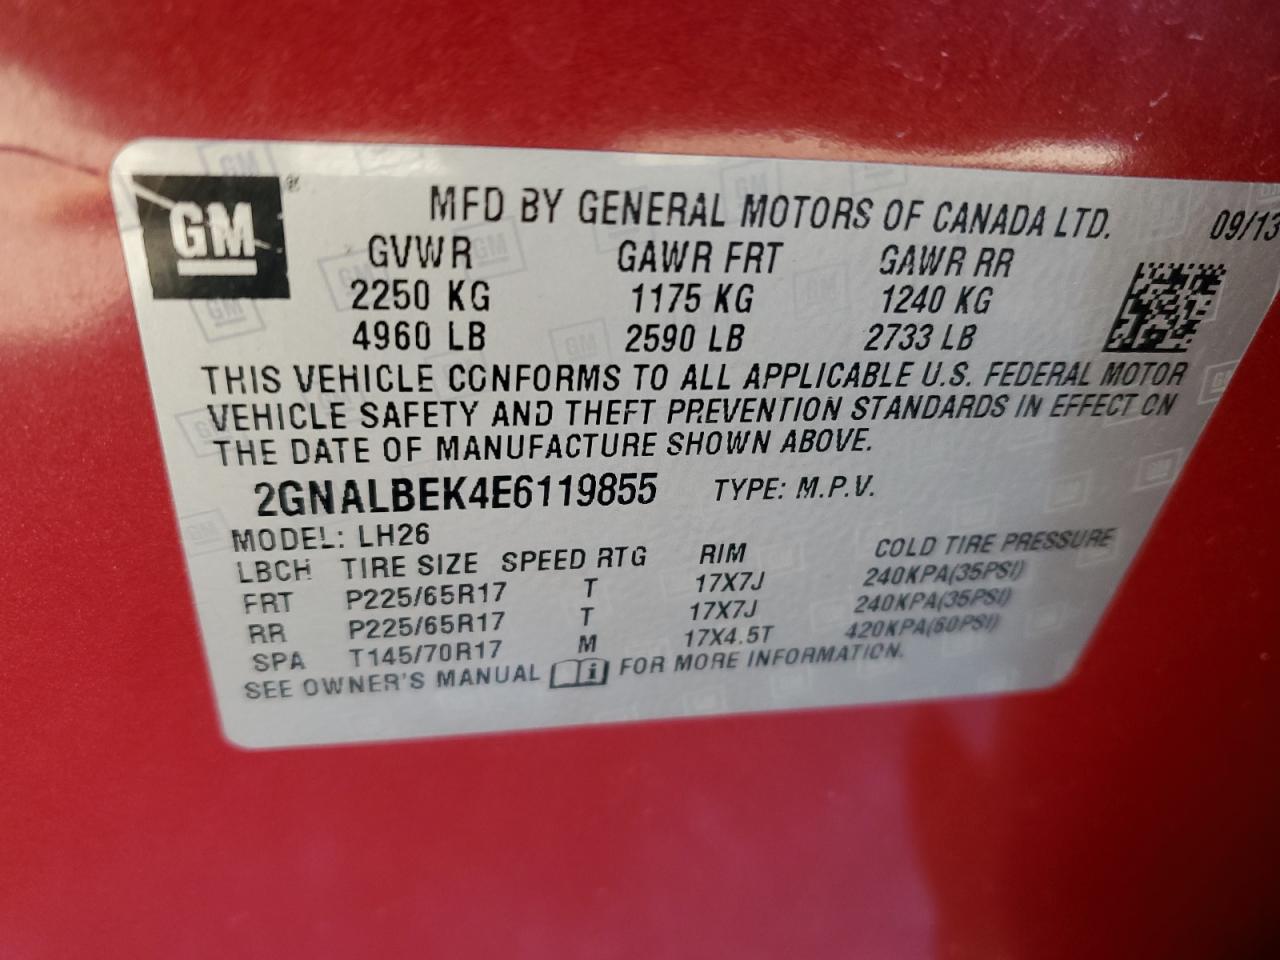 GM
MFD BY GENERAL MOTORS OF CANADA LTD. 09/13
GVWR GAWR FRT GAWR RR
2250 KG 1175 KG 1240 KG
4960 LB 2590 LB 2733 LB
THIS VEHICLE CONFORMS TO ALL APPLICABLE U.S. FEDERAL MOTOR
VEHICLE SAFETY AND THEFT PREVENTION STANDARDS IN EFFECT ON
THE DATE OF MANUFACTURE SHOWN ABOVE.
2GNALBEK4E6119855 TYPE: M.P.V.
MODEL: LH26
LBCH TIRE SIZE SPEED RTG RIM COLD TIRE PRESSURE
FRT P225/65R17 T 17X7J 240KPA(35PSI)
RR P225/65R17 T 17X7J 240KPA(35PSI)
SPA T145/70R17 M 17X4.5T 420KPA(60PSI)
SEE OWNER'S MANUAL i FOR MORE INFORMATION.